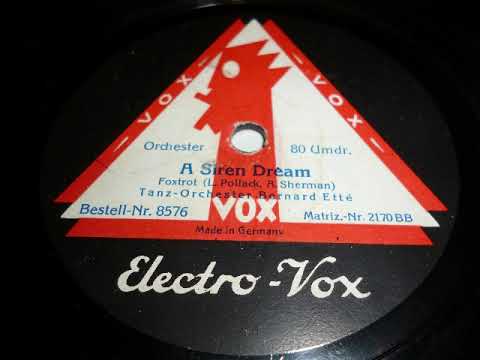 VOX
VOX
Orchester 80 Umdr.
A Siren Dream
Foxtrot (L. Pollack, A. Sherman)
Tanz-Orchester Bernard Etté
Bestell-Nr. 8576 VOX Matriz.-Nr. 2170 BB
Made in Germany
Electro-Vox